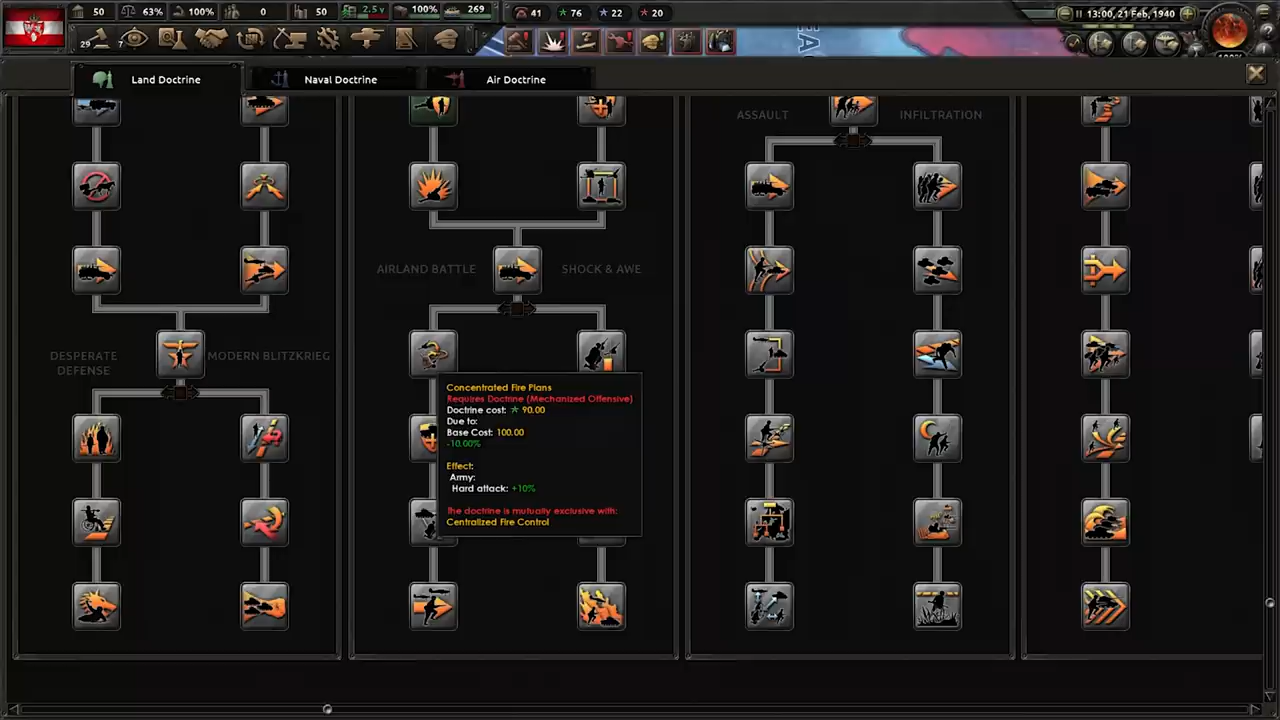 50
63%
100%
0
50
2.5 v
100%
269
41
76
22
20
13:00, 21 Feb, 1940
29
7
Land Doctrine
Naval Doctrine
Air Doctrine
ASSAULT
INFILTRATION
AIRLAND BATTLE
SHOCK & AWE
DESPERATE
DEFENSE
MODERN BLITZKRIEG
Concentrated Fire Plans
Requires Doctrine (Mechanized Offensive)
Doctrine cost: 90.00
Due to:
Base Cost: 100.00
-10.00%
Effect:
Army:
Hard attack: +10%
The doctrine is mutually exclusive with:
Centralized Fire Control